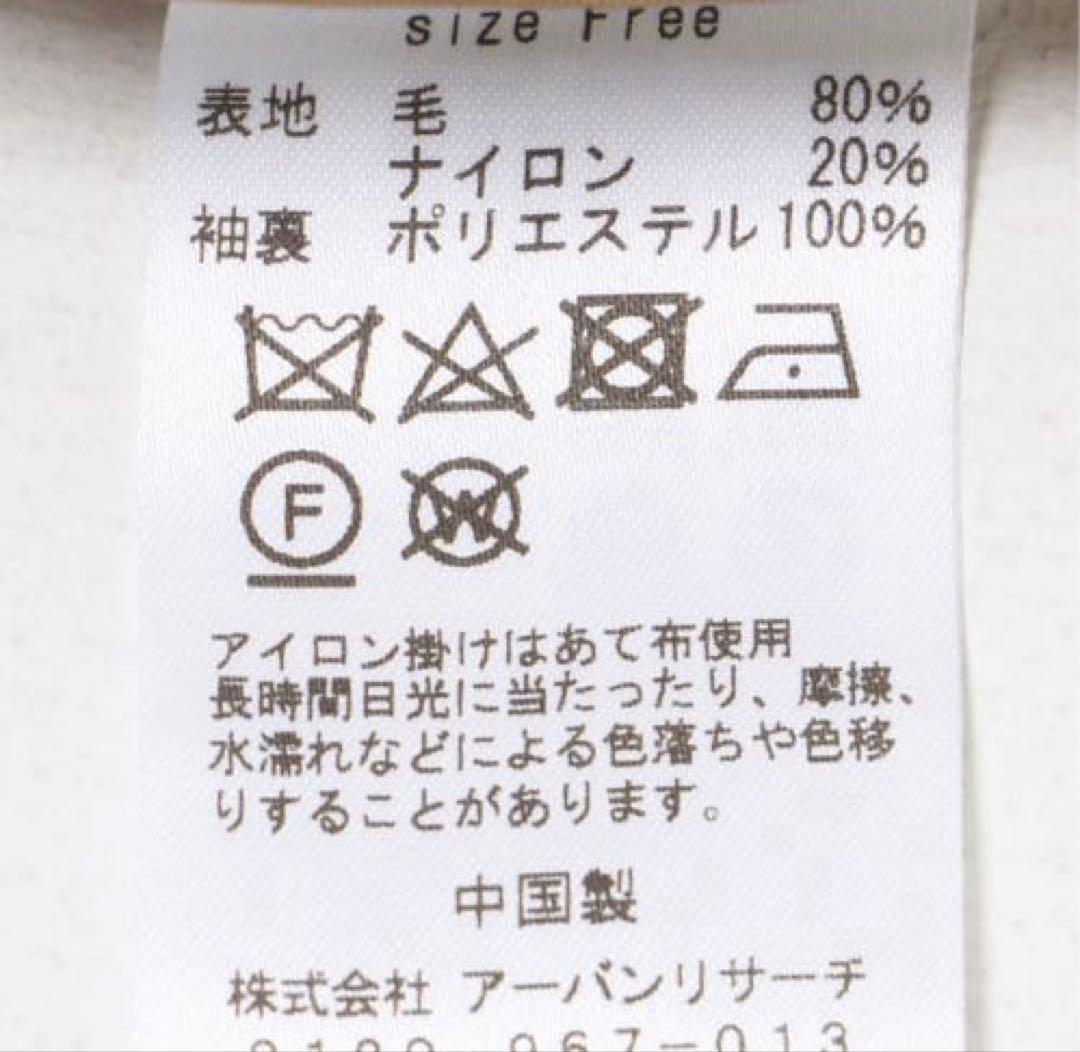 size Free
表地 毛 80%
ナイロン 20%
袖裏 ポリエステル 100%
F W
アイロン掛けはあて布使用
長時間日光に当たったり、摩擦、
水濡れなどによる色落ちや色移
りすることがあります。
中国製
株式会社 アーバンリサーチ
967-013